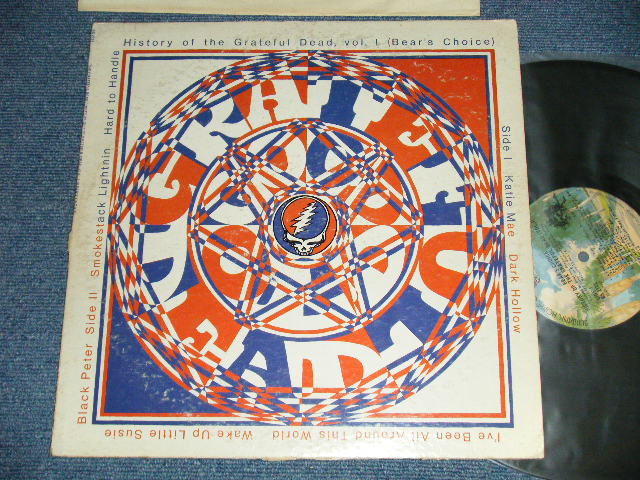 History of the Grateful Dead, vol. I. (Bear's Choice)
Side I Katie Mae Dark Hollow
I've Been All Around This World Wake Up Little Susie
Black Peter Side II Smokestack Lightnin Hard to Handle
GRATEFUL DEAD